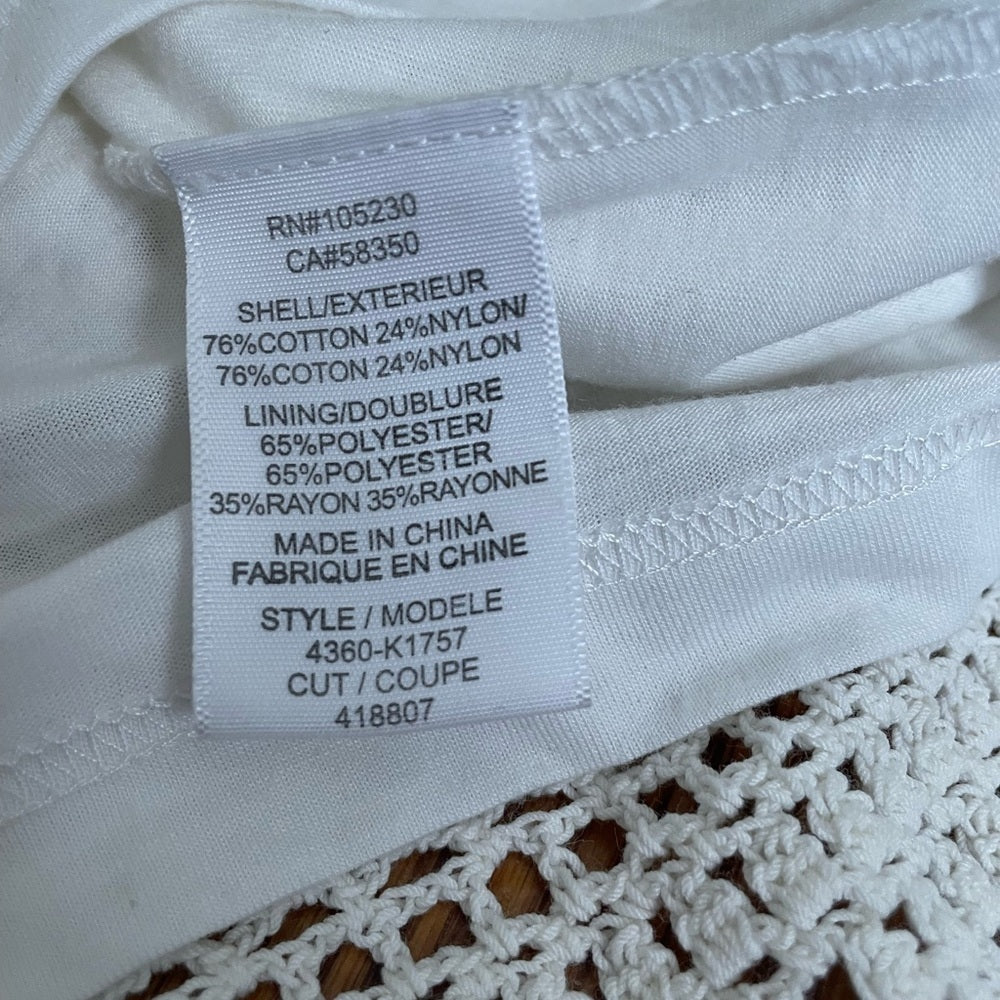 RN#105230
CA#58350
SHELL/EXTERIEUR
76%COTTON 24%NYLON/
76%COTON 24%NYLON
LINING/DOUBLURE
65%POLYESTER/
65%POLYESTER
35%RAYON 35%RAYONNE
MADE IN CHINA
FABRIQUE EN CHINE
STYLE / MODELE
4360-K1757
CUT / COUPE
418807